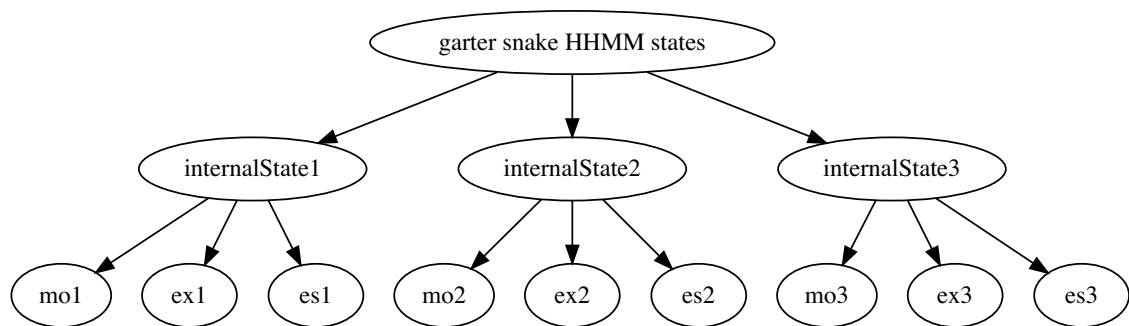 garter snake HHMM states
internalState1
internalState2
internalState3
mo1
ex1
es1
mo2
ex2
es2
mo3
ex3
es3